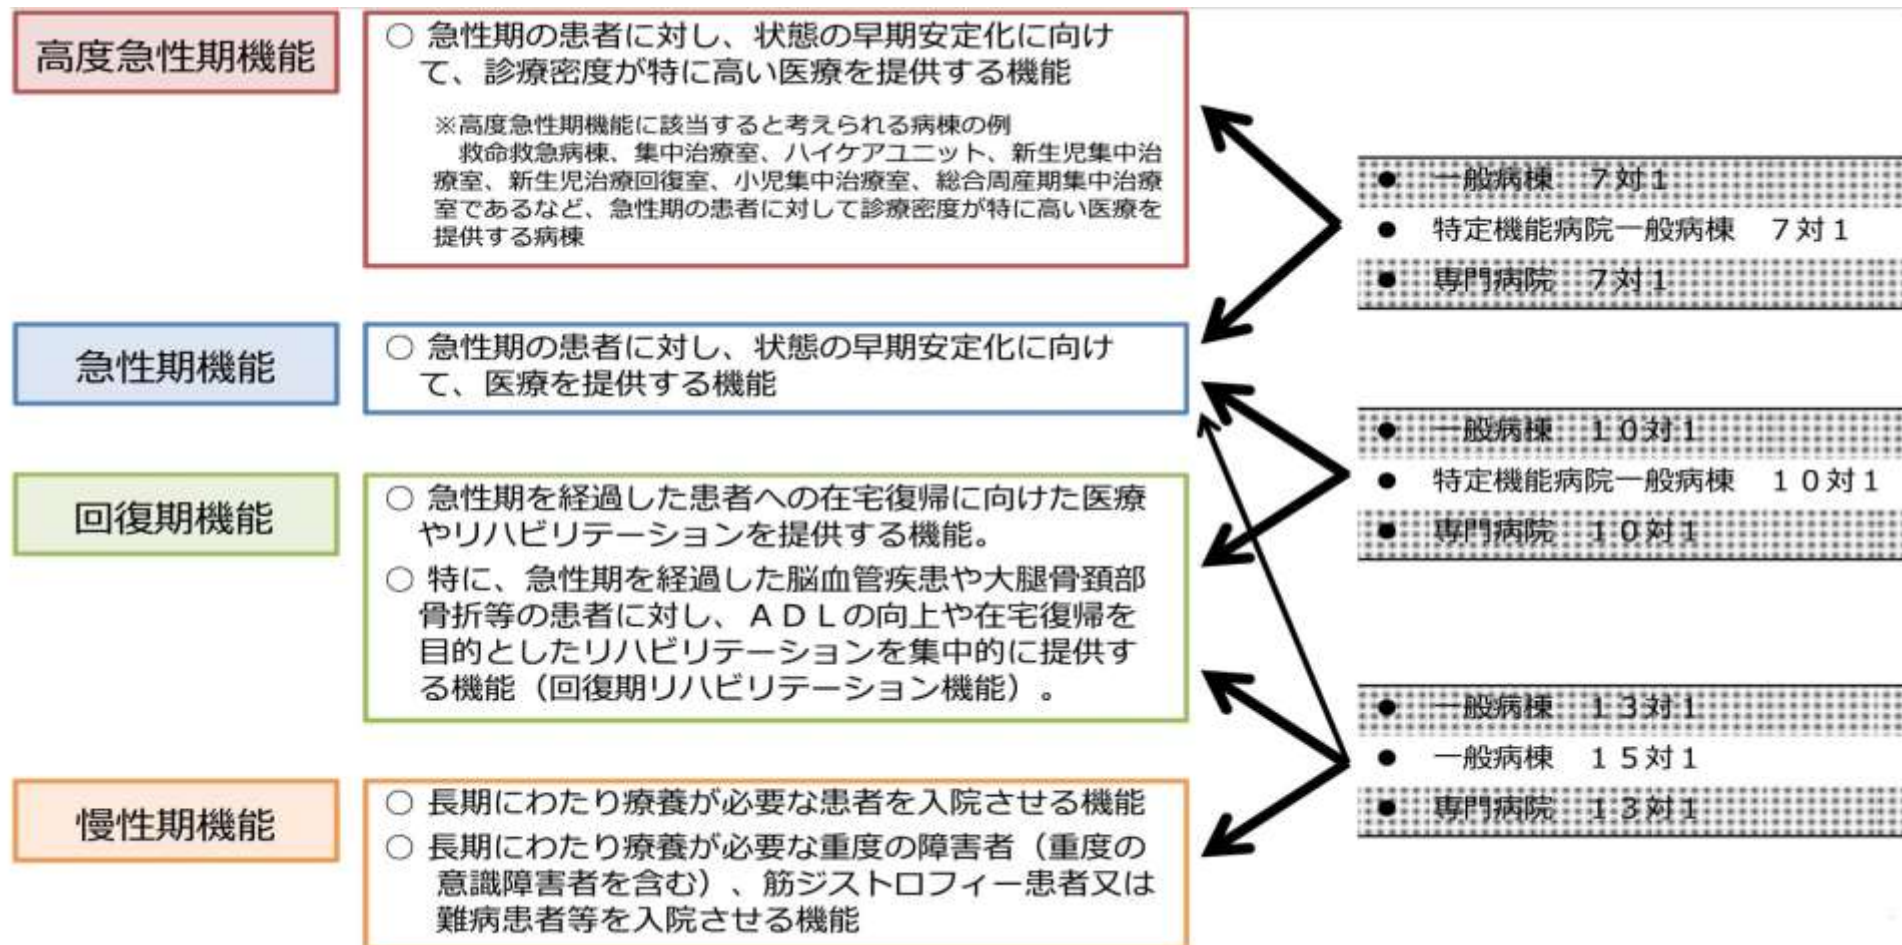 高度急性期機能
○ 急性期の患者に対し、状態の早期安定化に向け
て、診療密度が特に高い医療を提供する機能
※高度急性期機能に該当すると考えられる病棟の例
救命救急病棟、集中治療室、ハイケアユニット、新生児集中治
療室、新生児治療回復室、小児集中治療室、総合周産期集中治療
室であるなど、急性期の患者に対して診療密度が特に高い医療を
提供する病棟
急性期機能
○ 急性期の患者に対し、状態の早期安定化に向け
て、医療を提供する機能
回復期機能
○ 急性期を経過した患者への在宅復帰に向けた医療
やリハビリテーションを提供する機能。
○ 特に、急性期を経過した脳血管疾患や大腿骨頚部
骨折等の患者に対し、ＡＤＬの向上や在宅復帰を
目的としたリハビリテーションを集中的に提供す
る機能（回復期リハビリテーション機能）。
慢性期機能
○ 長期にわたり療養が必要な患者を入院させる機能
○ 長期にわたり療養が必要な重度の障害者（重度の
意識障害者を含む）、筋ジストロフィー患者又は
難病患者等を入院させる機能
● 一般病棟　７対１
● 特定機能病院一般病棟　７対１
● 専門病院　７対１
● 一般病棟　１０対１
● 特定機能病院一般病棟　１０対１
● 専門病院　１０対１
● 一般病棟　１３対１
● 一般病棟　１５対１
● 専門病院　１３対１